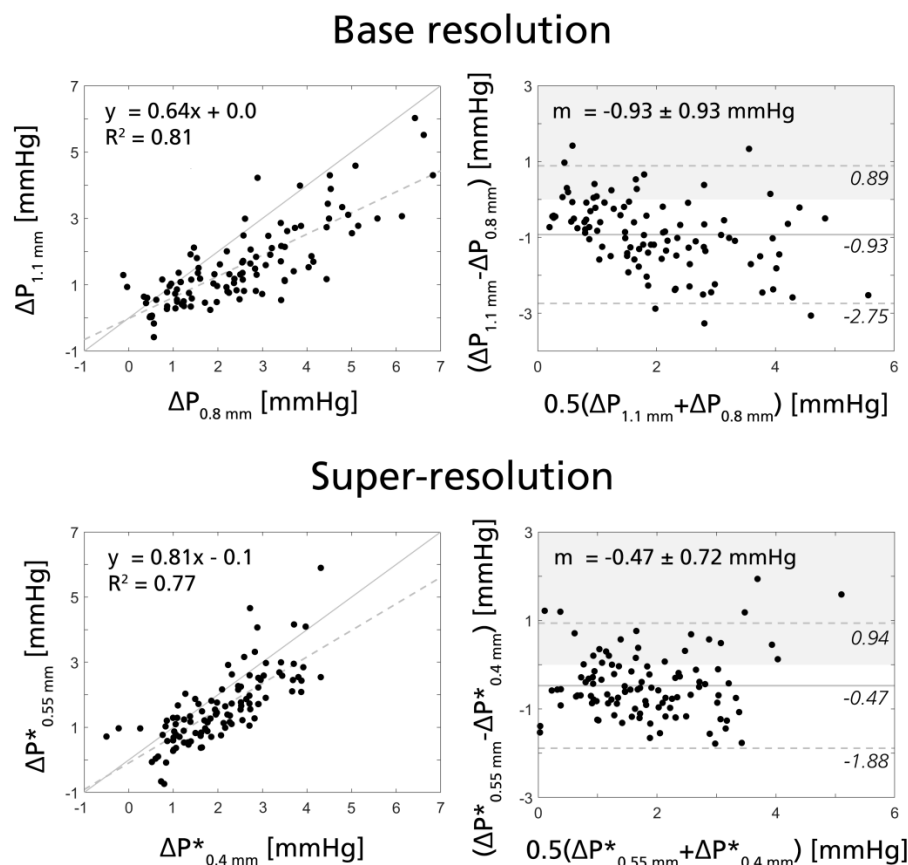 Base resolution
y = 0.64x + 0.0
R² = 0.81
ΔP1.1 mm [mmHg]
7
5
3
1
-1
-1 0 1 2 3 4 5 6 7
ΔP0.8 mm [mmHg]
m = -0.93 ± 0.93 mmHg
(ΔP1.1 mm-ΔP0.8 mm) [mmHg]
3
1
-1
-3
0.89
-0.93
-2.75
0 2 4 6
0.5(ΔP1.1 mm+ΔP0.8 mm) [mmHg]
Super-resolution
y = 0.81x - 0.1
R² = 0.77
ΔP*0.55 mm [mmHg]
7
5
3
1
-1
-1 0 1 2 3 4 5 6 7
ΔP*0.4 mm [mmHg]
m = -0.47 ± 0.72 mmHg
(ΔP*0.55 mm-ΔP*0.4 mm) [mmHg]
3
1
-1
-3
0.94
-0.47
-1.88
0 2 4 6
0.5(ΔP*0.55 mm+ΔP*0.4 mm) [mmHg]